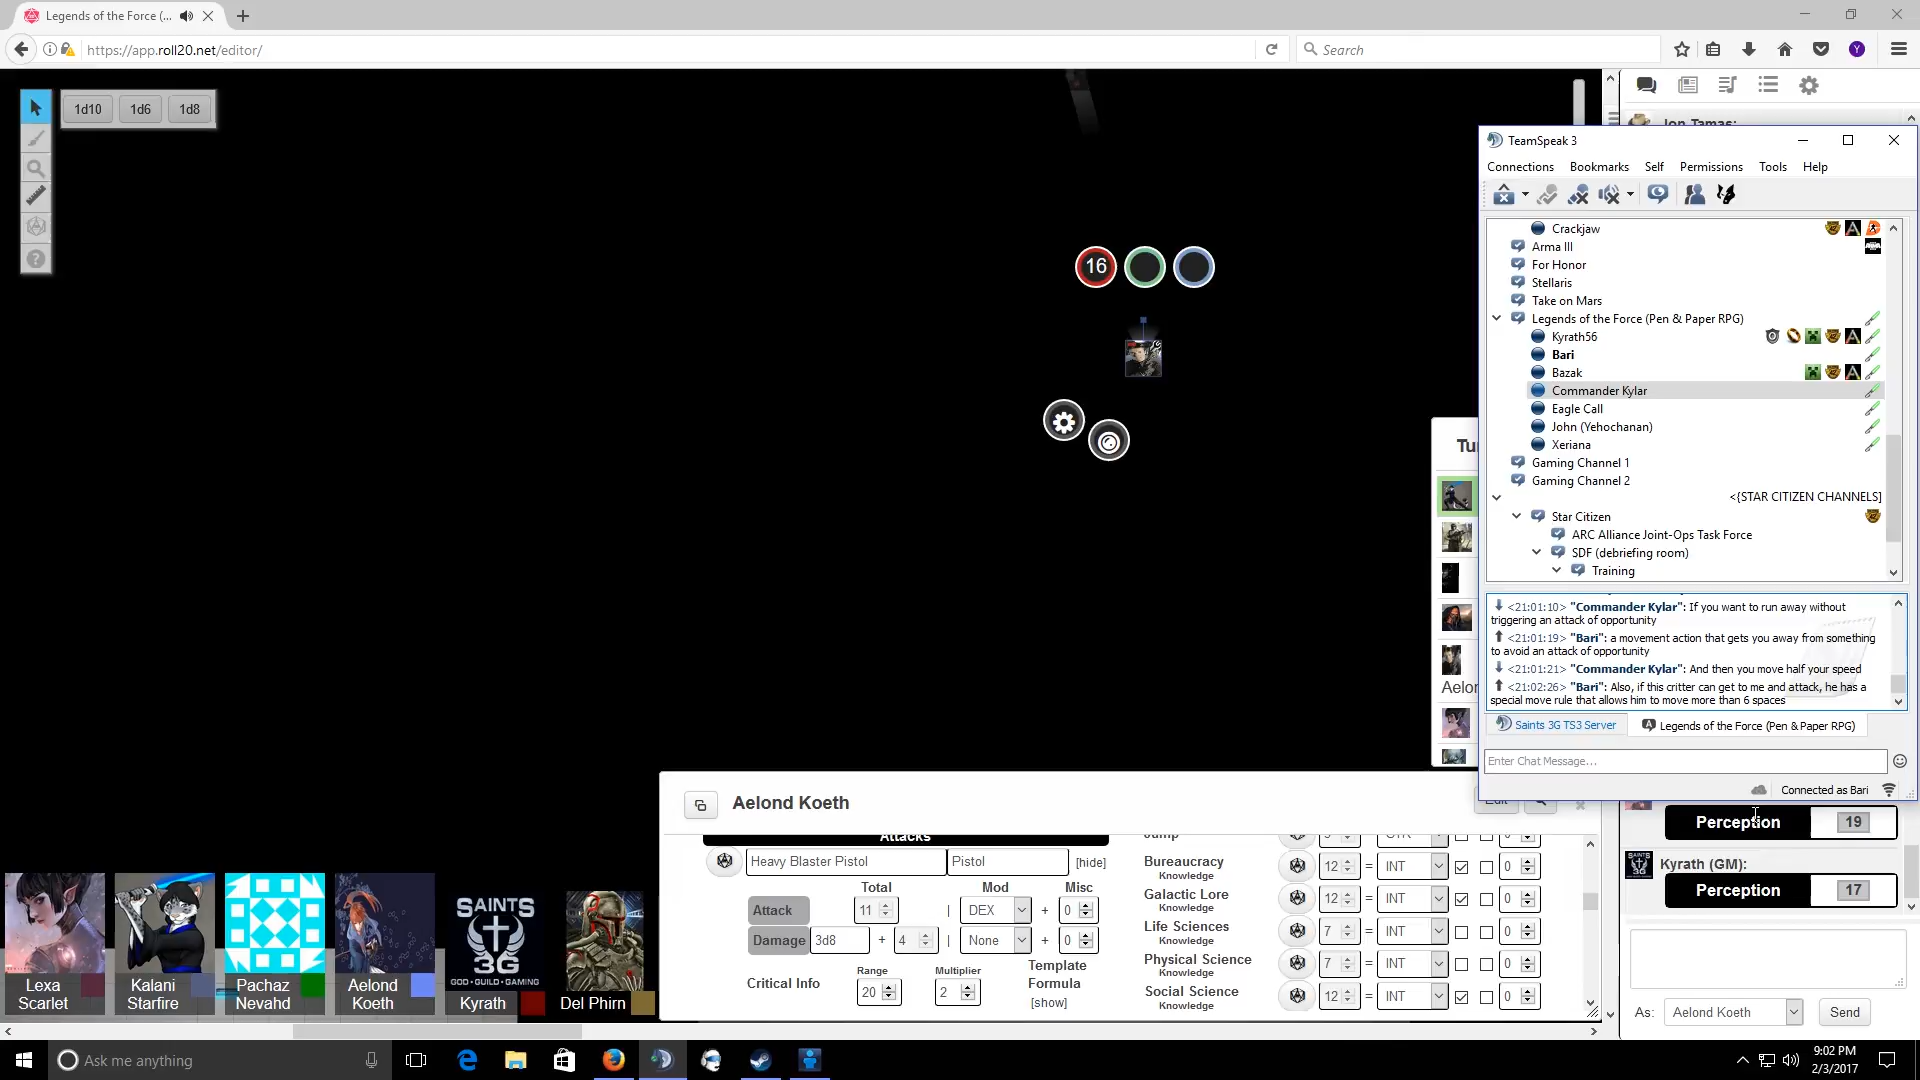 Legends of the Force (...
https://app.roll20.net/editor/
Search
1d10
1d6
1d8
16
Jon Tamas:
TeamSpeak 3
Connections
Bookmarks
Self
Permissions
Tools
Help
Crackjaw
Arma III
For Honor
Stellaris
Take on Mars
Legends of the Force (Pen & Paper RPG)
Kyrath56
Bari
Bazak
Commander Kylar
Eagle Call
John (Yehochanan)
Xeriana
Gaming Channel 1
Gaming Channel 2
<{STAR CITIZEN CHANNELS]
Star Citizen
ARC Alliance Joint-Ops Task Force
SDF (debriefing room)
Training
<21:01:10> "Commander Kylar": If you want to run away without
triggering an attack of opportunity
<21:01:19> "Bari": a movement action that gets you away from something
to avoid an attack of opportunity
<21:01:21> "Commander Kylar": And then you move half your speed
<21:02:26> "Bari": Also, if this critter can get to me and attack, he has a
special move rule that allows him to move more than 6 spaces
Saints 3G TS3 Server
Legends of the Force (Pen & Paper RPG)
Enter Chat Message...
Connected as Bari
Tu
Aelon
Perception 19
Kyrath (GM):
Perception 17
As: Aelond Koeth
Send
Aelond Koeth
Edit
Attacks
Heavy Blaster Pistol
Pistol
[hide]
Total
Mod
Misc
Attack 11 | DEX + 0
Damage 3d8 + 4 | None + 0
Critical Info
Range
20
Multiplier
2
Template
Formula
[show]
Jump
Bureaucracy
Knowledge
12 = INT 0
Galactic Lore
Knowledge
12 = INT 0
Life Sciences
Knowledge
7 = INT 0
Physical Science
Knowledge
7 = INT 0
Social Science
Knowledge
12 = INT 0
Lexa
Scarlet
Kalani
Starfire
Pachaz
Nevahd
Aelond
Koeth
SAINTS
3G
GOD · GUILD · GAMING
Kyrath
Del Phirn
Ask me anything
9:02 PM
2/3/2017